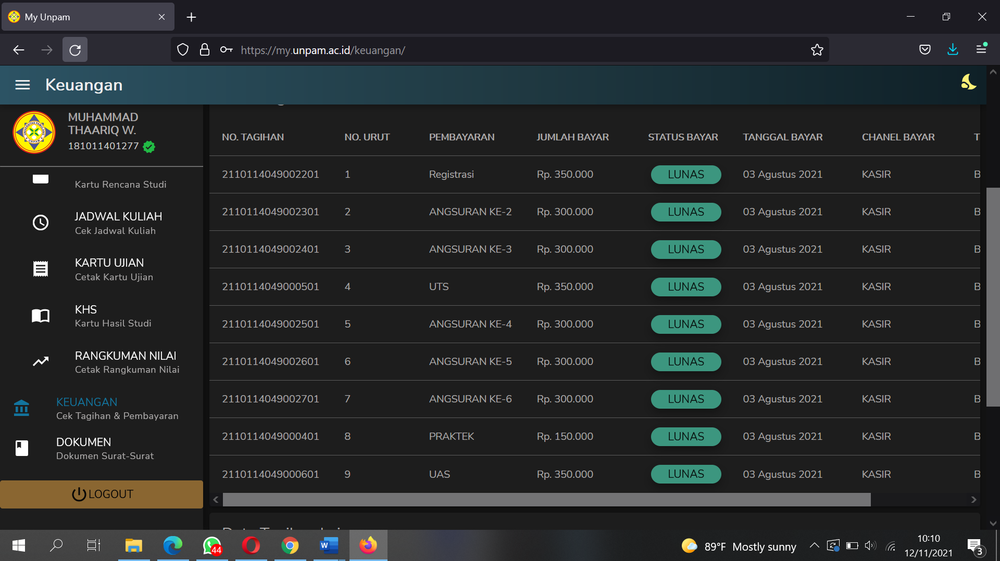 My Unpam
https://my.unpam.ac.id/keuangan/
Keuangan
MUHAMMAD
THAARIQ W.
181011401277
Kartu Rencana Studi
JADWAL KULIAH
Cek Jadwal Kuliah
KARTU UJIAN
Cetak Kartu Ujian
KHS
Kartu Hasil Studi
RANGKUMAN NILAI
Cetak Rangkuman Nilai
KEUANGAN
Cek Tagihan & Pembayaran
DOKUMEN
Dokumen Surat-Surat
LOGOUT
NO. TAGIHAN NO. URUT PEMBAYARAN JUMLAH BAYAR STATUS BAYAR TANGGAL BAYAR CHANEL BAYAR T
2110114049002201 1 Registrasi Rp. 350.000 LUNAS 03 Agustus 2021 KASIR B
2110114049002301 2 ANGSURAN KE-2 Rp. 300.000 LUNAS 03 Agustus 2021 KASIR B
2110114049002401 3 ANGSURAN KE-3 Rp. 300.000 LUNAS 03 Agustus 2021 KASIR B
2110114049000501 4 UTS Rp. 350.000 LUNAS 03 Agustus 2021 KASIR B
2110114049002501 5 ANGSURAN KE-4 Rp. 300.000 LUNAS 03 Agustus 2021 KASIR B
2110114049002601 6 ANGSURAN KE-5 Rp. 300.000 LUNAS 03 Agustus 2021 KASIR B
2110114049002701 7 ANGSURAN KE-6 Rp. 300.000 LUNAS 03 Agustus 2021 KASIR B
2110114049000401 8 PRAKTEK Rp. 150.000 LUNAS 03 Agustus 2021 KASIR B
2110114049000601 9 UAS Rp. 350.000 LUNAS 03 Agustus 2021 KASIR B
44
89°F Mostly sunny
10:10
12/11/2021
3